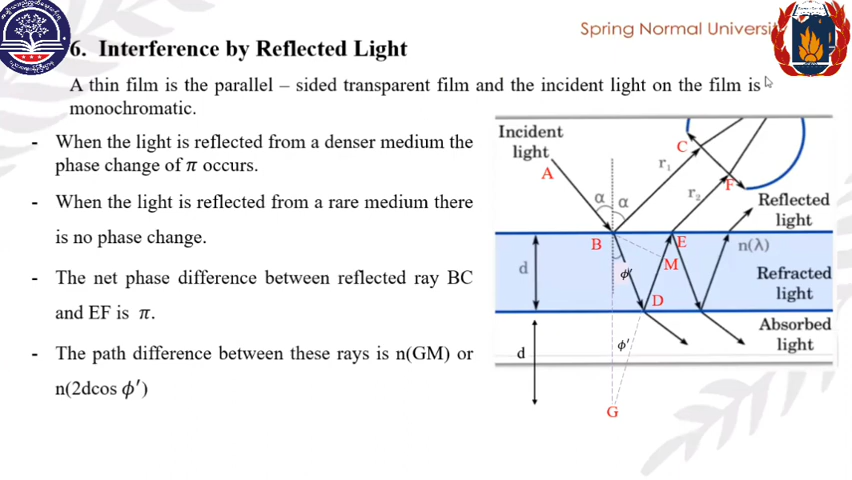 Spring Normal Universi
6. Interference by Reflected Light
A thin film is the parallel – sided transparent film and the incident light on the film is
monochromatic.
- When the light is reflected from a denser medium the
phase change of π occurs.
- When the light is reflected from a rare medium there
is no phase change.
- The net phase difference between reflected ray BC
and EF is π.
- The path difference between these rays is n(GM) or
n(2dcos ϕ′)
Incident
light
A
C
r₁
F
r₂
α α
Reflected
light
B
E
n(λ)
d
ϕ′
M
Refracted
light
D
Absorbed
light
d
ϕ′
G